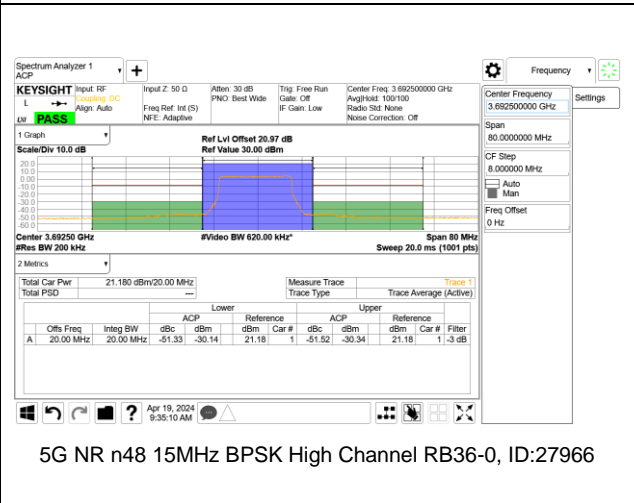 Spectrum Analyzer 1
ACP
Frequency
KEYSIGHT Input: RF Input Z: 50 Ω Atten: 30 dB Trig: Free Run Center Freq: 3.692500000 GHz
L Coupling: DC PNO: Best Wide Gate: Off Avg|Hold: 100/100
Align: Auto Freq Ref: Int (S) IF Gain: Low Radio Std: None
PASS NFE: Adaptive Noise Correction: Off
Center Frequency
3.692500000 GHz
Settings
Span
80.0000000 MHz
CF Step
8.000000 MHz
Auto
Man
Freq Offset
0 Hz
1 Graph
Scale/Div 10.0 dB
Ref Lvl Offset 20.97 dB
Ref Value 30.00 dBm
20.0
10.0
0.00
-10.0
-20.0
-30.0
-40.0
-50.0
-60.0
Center 3.69250 GHz #Video BW 620.00 kHz* Span 80 MHz
#Res BW 200 kHz Sweep 20.0 ms (1001 pts)
2 Metrics
Total Car Pwr 21.180 dBm/20.00 MHz Measure Trace Trace 1
Total PSD --- Trace Type Trace Average (Active)
Lower Upper
ACP Reference ACP Reference
Offs Freq Integ BW dBc dBm dBm Car # dBc dBm dBm Car # Filter
A 20.00 MHz 20.00 MHz -51.33 -30.14 21.18 1 -51.52 -30.34 21.18 1 -3 dB
Apr 19, 2024
9:35:10 AM
5G NR n48 15MHz BPSK High Channel RB36-0, ID:27966